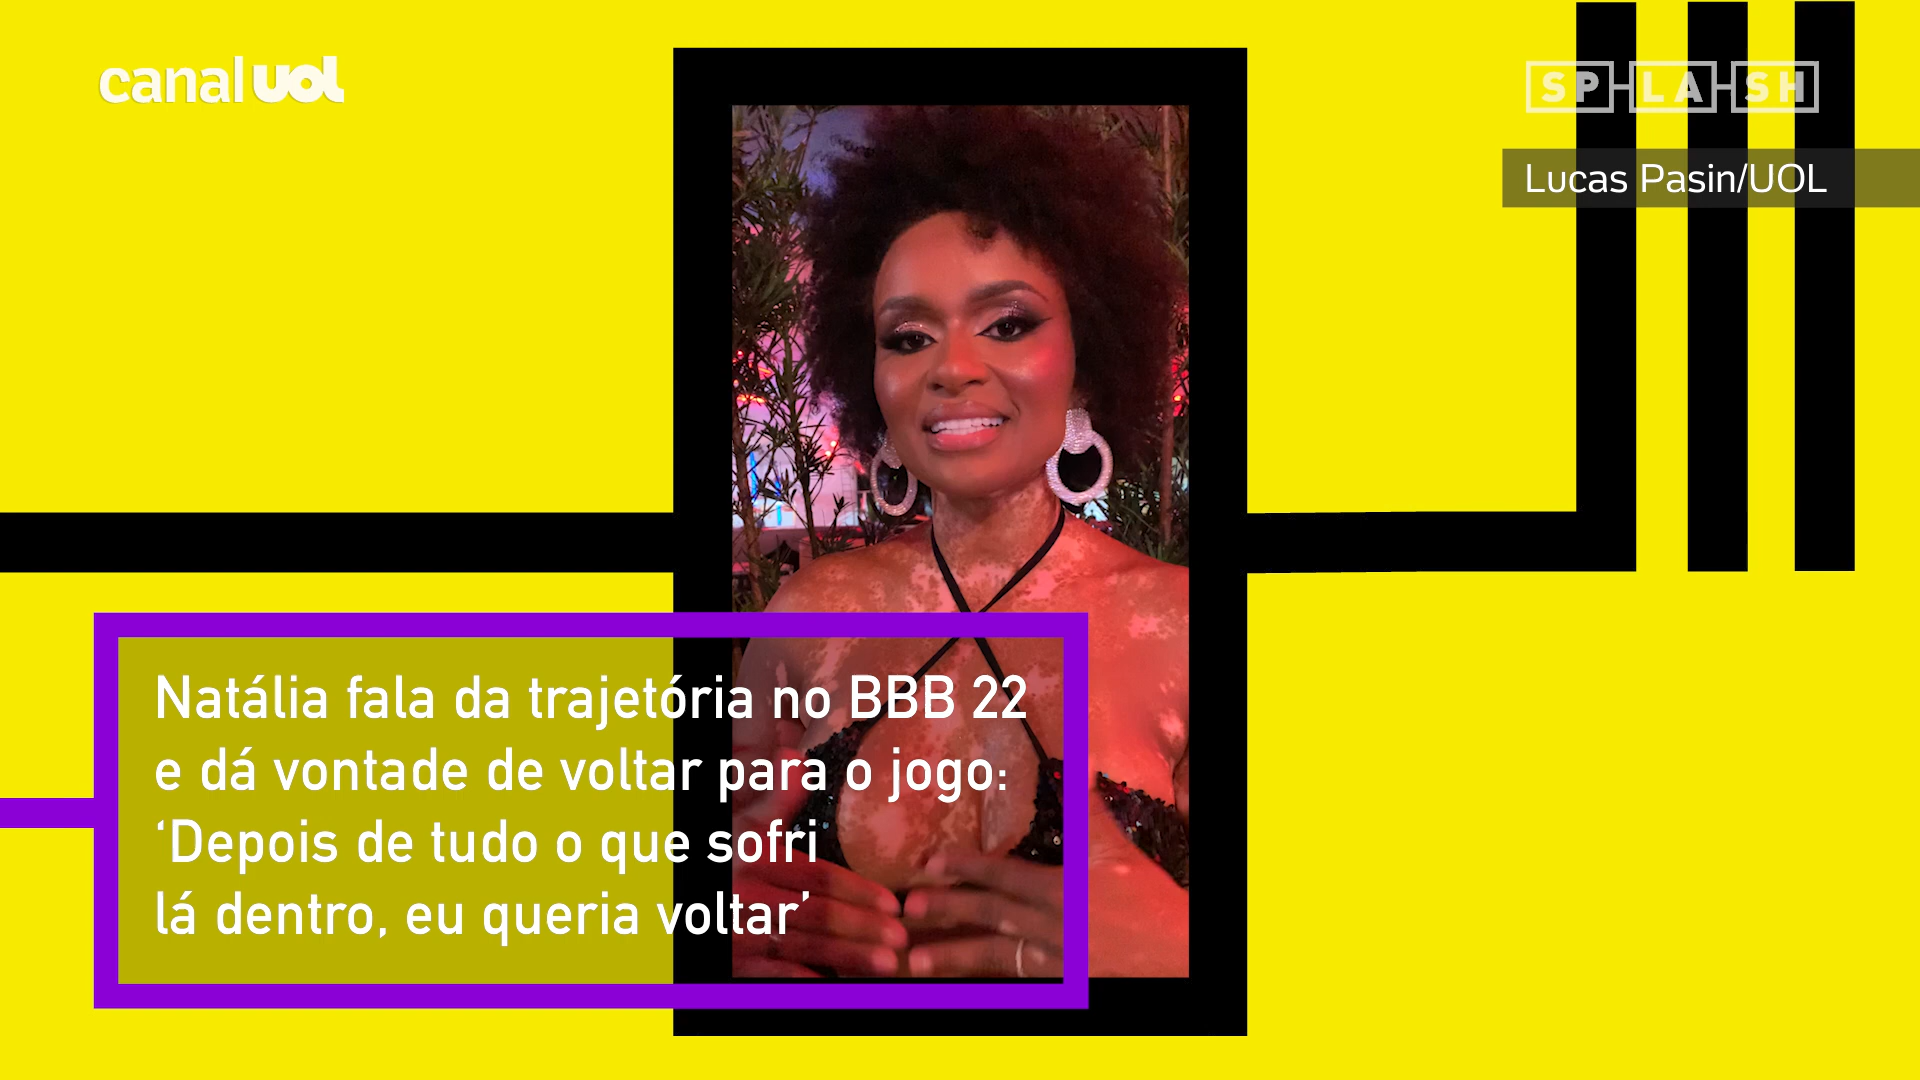 canal uol
SPLASH
Lucas Pasin/UOL
Natália fala da trajetória no BBB 22
e dá vontade de voltar para o jogo:
‘Depois de tudo o que sofri
lá dentro, eu queria voltar’